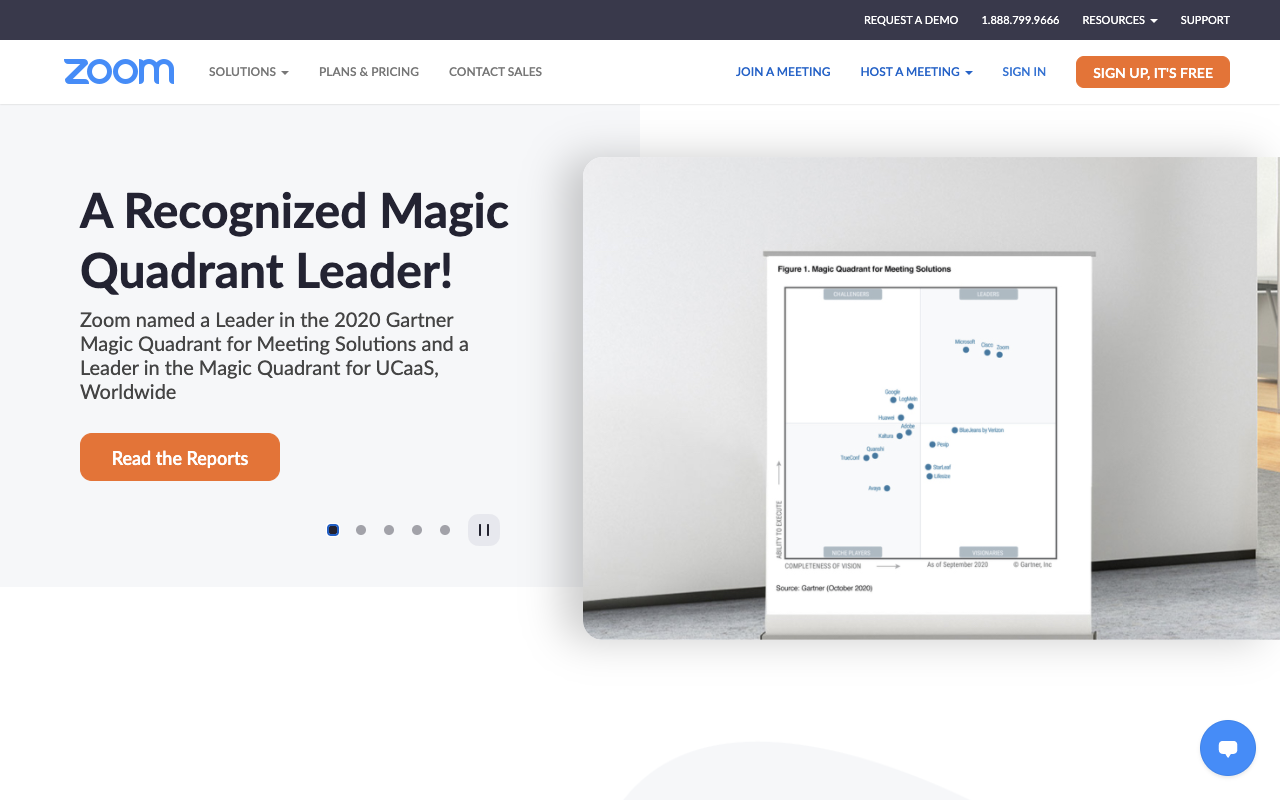 REQUEST A DEMO
1.888.799.9666
RESOURCES
SUPPORT
zoom
SOLUTIONS
PLANS & PRICING
CONTACT SALES
JOIN A MEETING
HOST A MEETING
SIGN IN
SIGN UP, IT'S FREE
A Recognized Magic
Quadrant Leader!
Zoom named a Leader in the 2020 Gartner
Magic Quadrant for Meeting Solutions and a
Leader in the Magic Quadrant for UCaaS,
Worldwide
Read the Reports
Figure 1. Magic Quadrant for Meeting Solutions
CHALLENGERS
LEADERS
Microsoft
Cisco
Zoom
Google
LogMeIn
Huawei
Adobe
Kaltura
BlueJeans by Verizon
Pexip
Quanshi
TrueConf
StarLeaf
Lifesize
Avaya
ABILITY TO EXECUTE
NICHE PLAYERS
VISIONARIES
COMPLETENESS OF VISION
As of September 2020
© Gartner, Inc
Source: Gartner (October 2020)